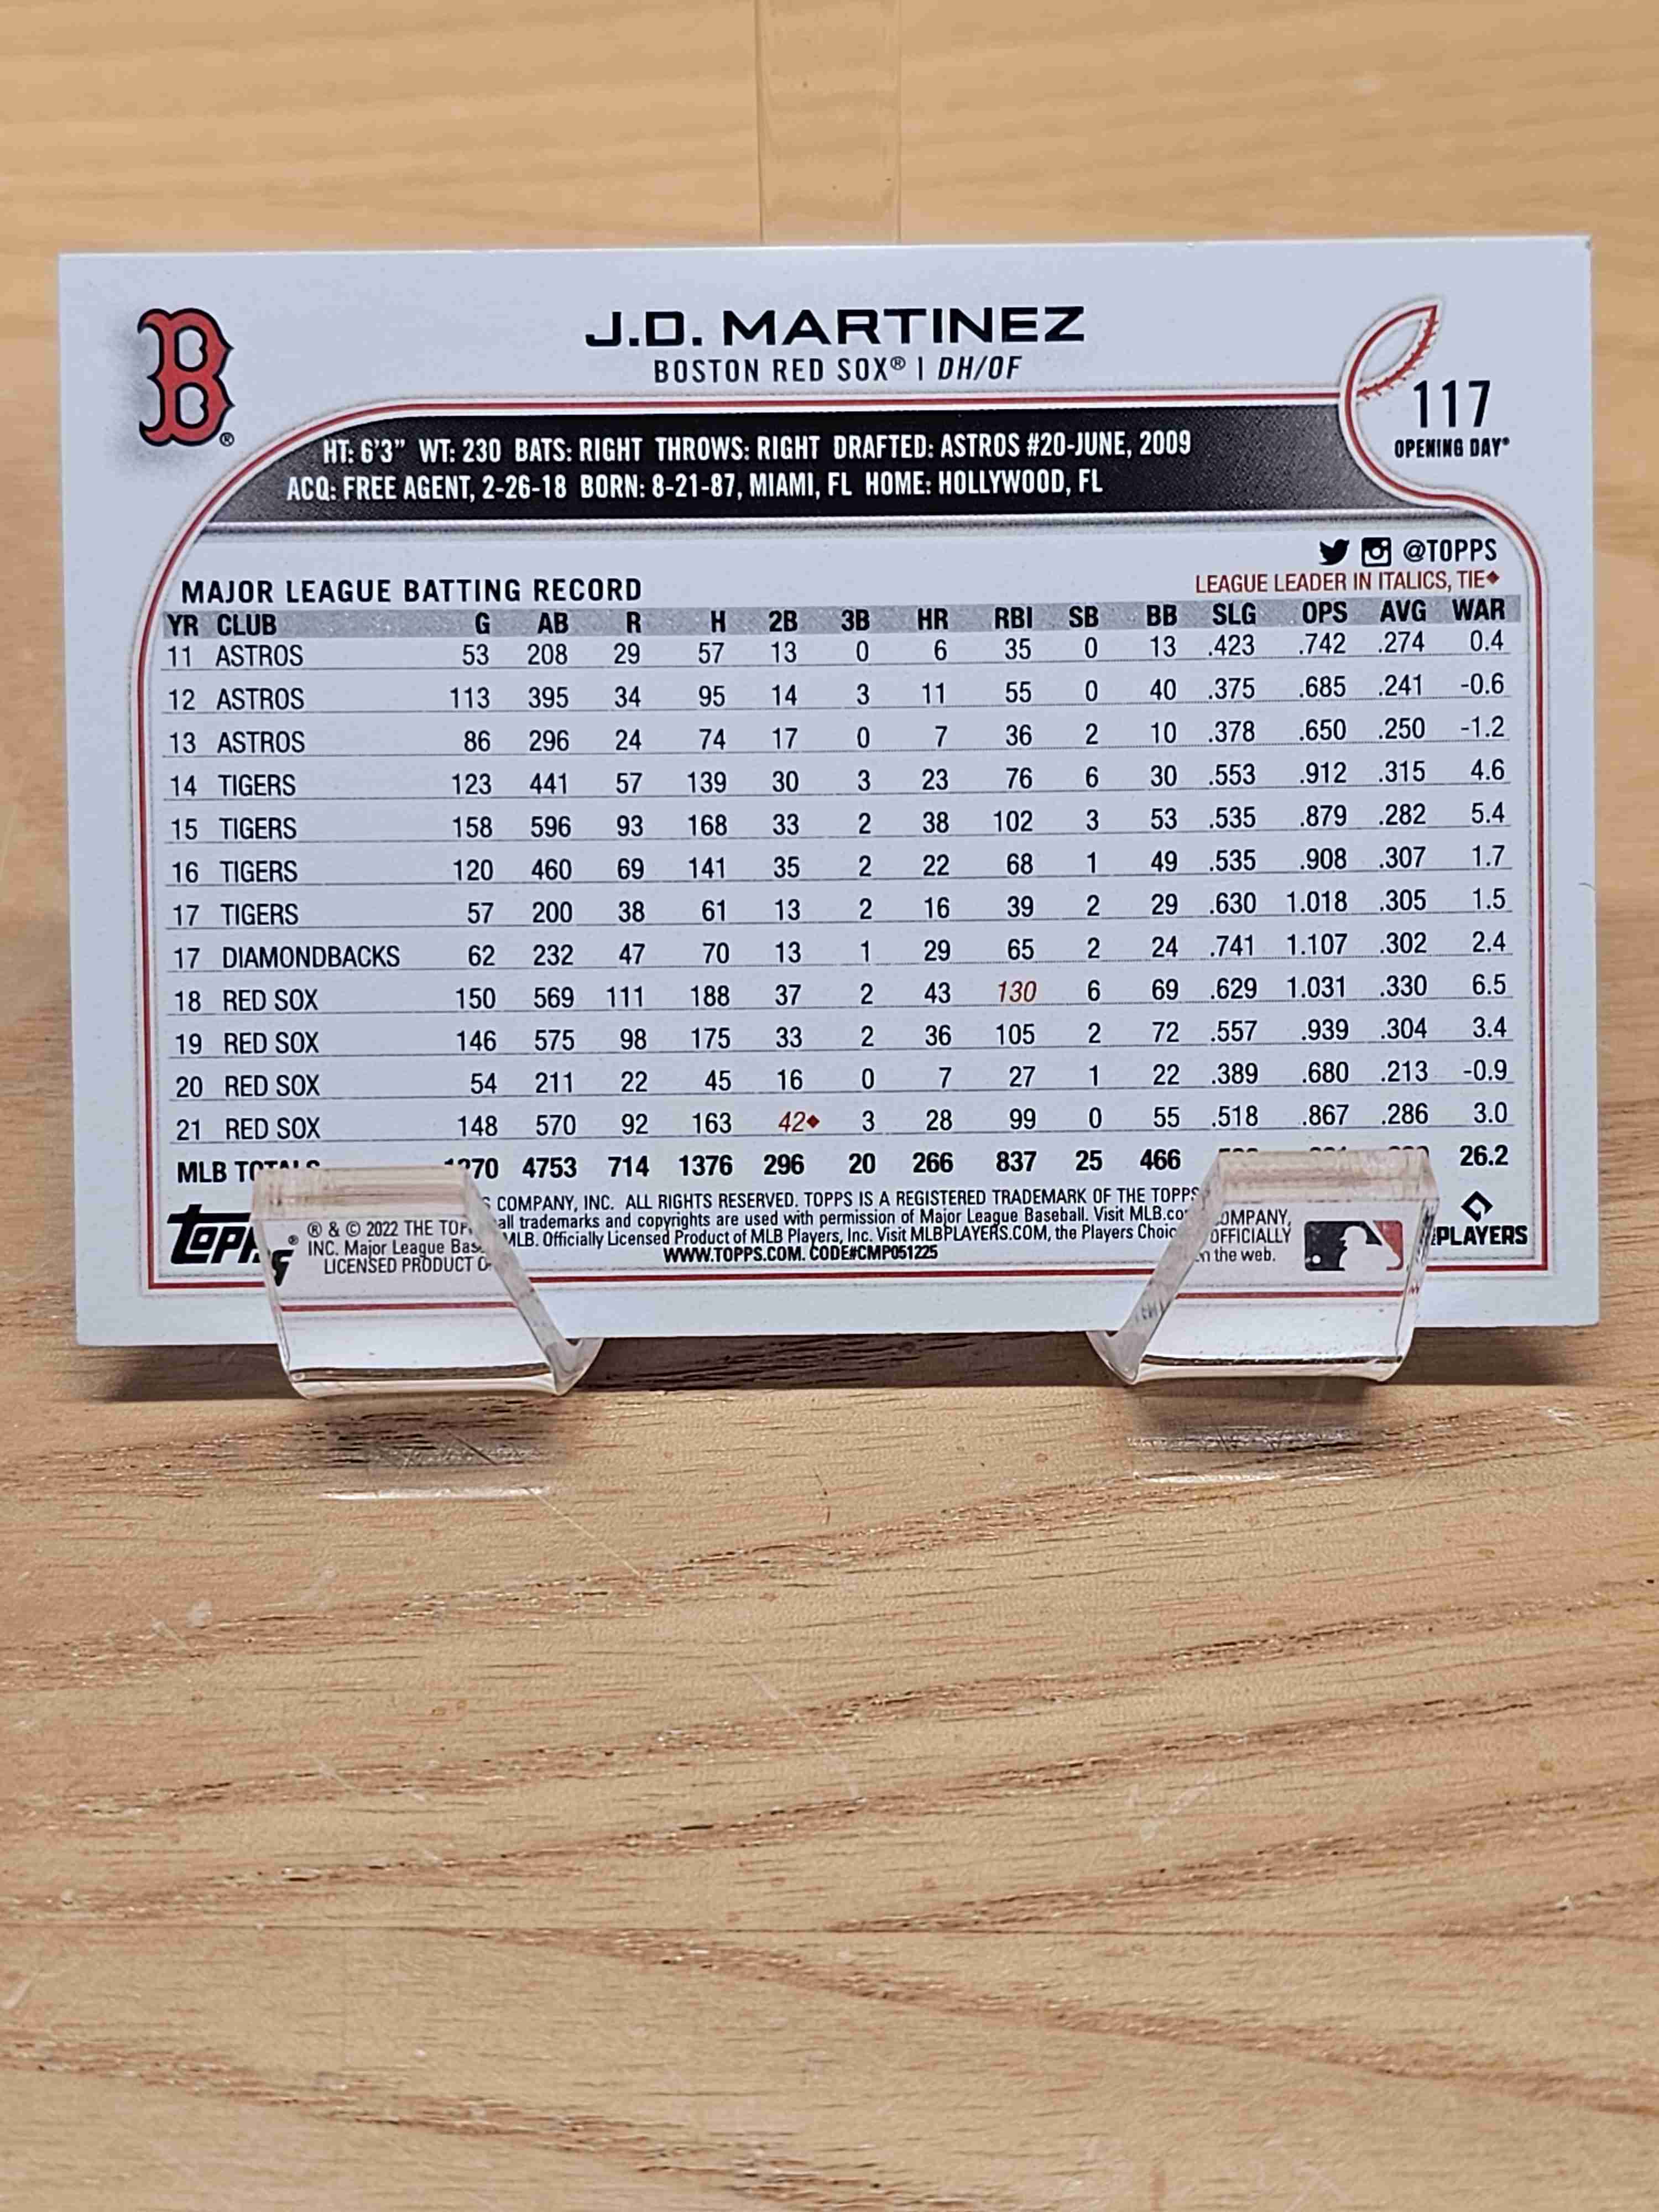 B®
J.D. MARTINEZ
BOSTON RED SOX® | DH/OF
117
OPENING DAY®
HT: 6'3" WT: 230 BATS: RIGHT THROWS: RIGHT DRAFTED: ASTROS #20-JUNE, 2009
ACQ: FREE AGENT, 2-26-18 BORN: 8-21-87, MIAMI, FL HOME: HOLLYWOOD, FL
@TOPPS
MAJOR LEAGUE BATTING RECORD
LEAGUE LEADER IN ITALICS, TIE◆
YR CLUB G AB R H 2B 3B HR RBI SB BB SLG OPS AVG WAR
11 ASTROS 53 208 29 57 13 0 6 35 0 13 .423 .742 .274 0.4
12 ASTROS 113 395 34 95 14 3 11 55 0 40 .375 .685 .241 -0.6
13 ASTROS 86 296 24 74 17 0 7 36 2 10 .378 .650 .250 -1.2
14 TIGERS 123 441 57 139 30 3 23 76 6 30 .553 .912 .315 4.6
15 TIGERS 158 596 93 168 33 2 38 102 3 53 .535 .879 .282 5.4
16 TIGERS 120 460 69 141 35 2 22 68 1 49 .535 .908 .307 1.7
17 TIGERS 57 200 38 61 13 2 16 39 2 29 .630 1.018 .305 1.5
17 DIAMONDBACKS 62 232 47 70 13 1 29 65 2 24 .741 1.107 .302 2.4
18 RED SOX 150 569 111 188 37 2 43 130 6 69 .629 1.031 .330 6.5
19 RED SOX 146 575 98 175 33 2 36 105 2 72 .557 .939 .304 3.4
20 RED SOX 54 211 22 45 16 0 7 27 1 22 .389 .680 .213 -0.9
21 RED SOX 148 570 92 163 42◆ 3 28 99 0 55 .518 .867 .286 3.0
MLB TOTALS 1270 4753 714 1376 296 20 266 837 25 466 26.2
Topps® ® & © 2022 THE COMPANY, INC. ALL RIGHTS RESERVED. TOPPS IS A REGISTERED TRADEMARK OF THE TOPPS COMPANY,
INC. Major League all trademarks and copyrights are used with permission of Major League Baseball. Visit OFFICIALLY
LICENSED PRODUCT MLB. Officially Licensed Product of MLB Players, Inc. Visit MLBPLAYERS.COM, the Players the web.
WWW.TOPPS.COM. CODE#CMP051225
PLAYERS